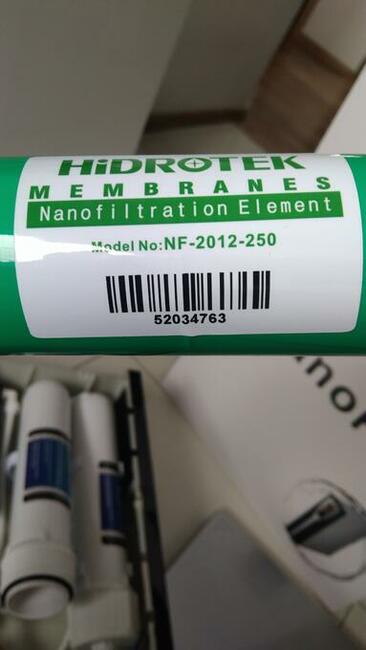 HiDROTEK
MEMBRANES
Nanofiltration Element
Model No:NF-2012-250
52034763